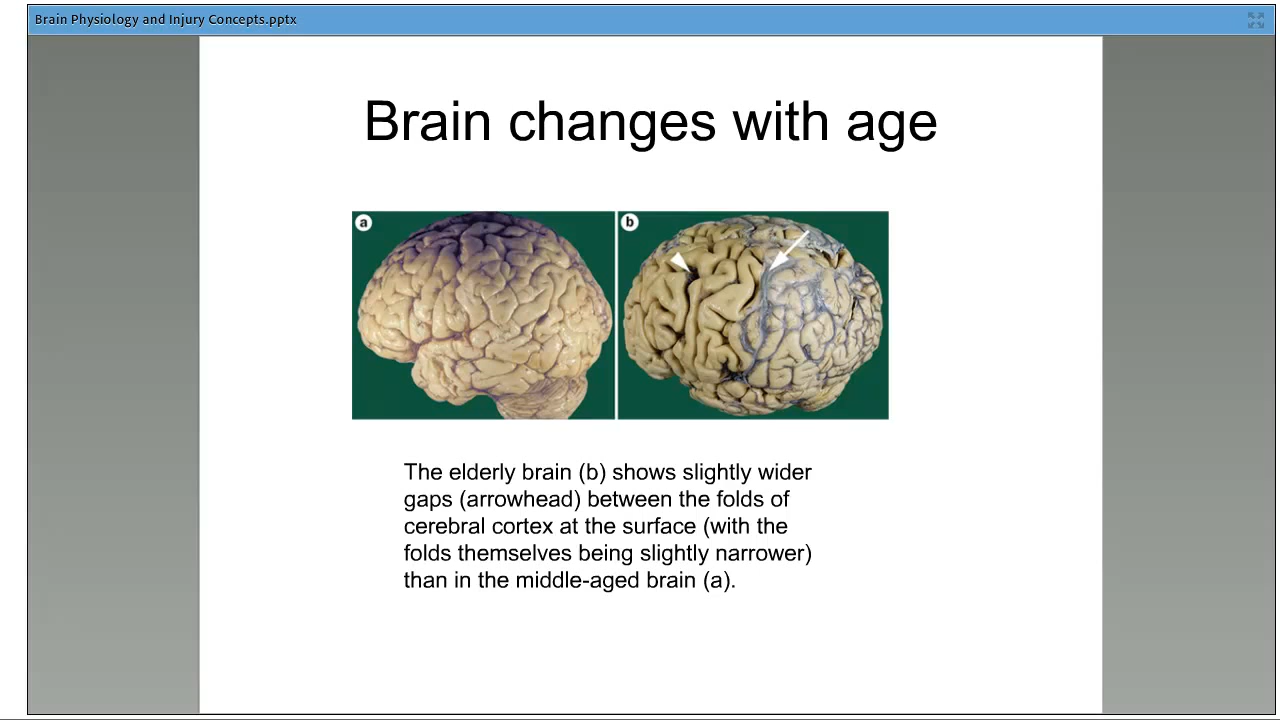 Brain Physiology and Injury Concepts.pptx
Brain changes with age
a
b
The elderly brain (b) shows slightly wider
gaps (arrowhead) between the folds of
cerebral cortex at the surface (with the
folds themselves being slightly narrower)
than in the middle-aged brain (a).